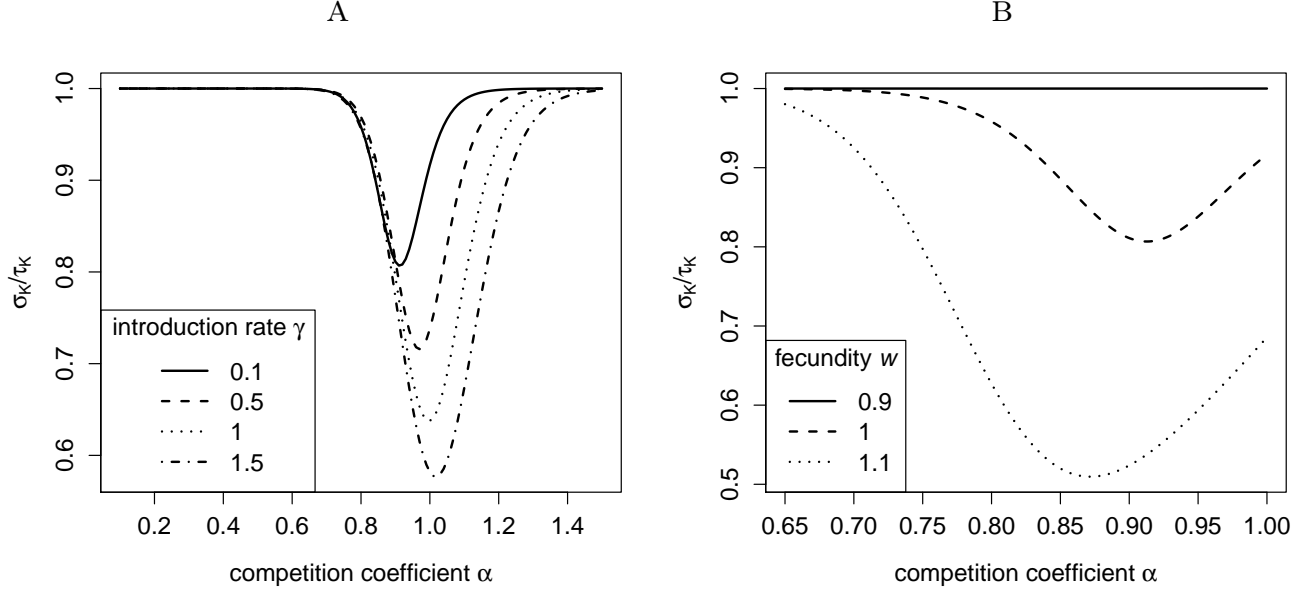 A
σK/τK
1.0
0.9
0.8
0.7
0.6
introduction rate γ
0.1
0.5
1
1.5
0.2 0.4 0.6 0.8 1.0 1.2 1.4
competition coefficient α
B
σK/τK
1.0
0.9
0.8
0.7
0.6
0.5
fecundity w
0.9
1
1.1
0.65 0.70 0.75 0.80 0.85 0.90 0.95 1.00
competition coefficient α